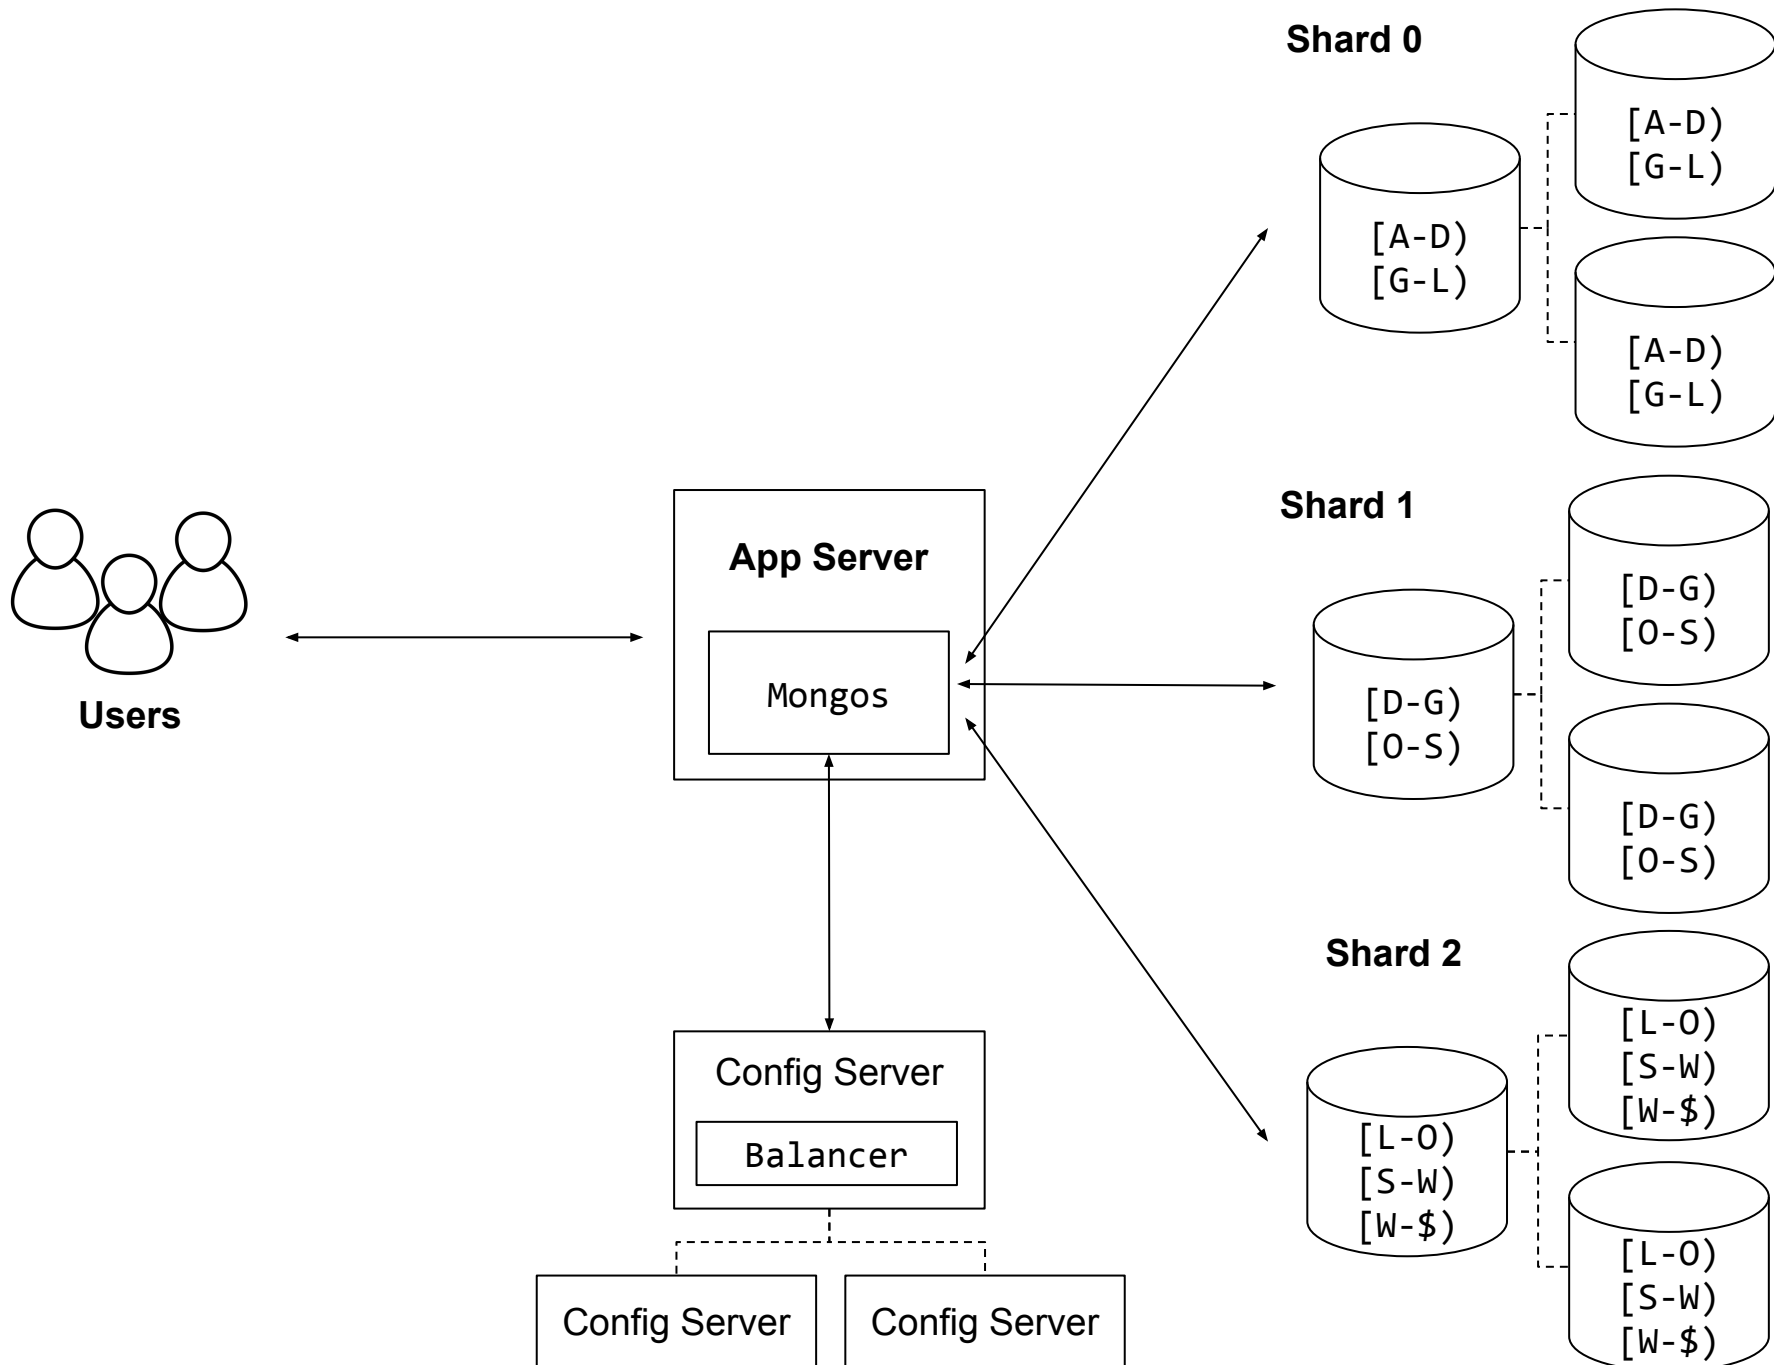 Shard 0
[A-D)
[G-L)
[A-D)
[G-L)
[A-D)
[G-L)
Users
App Server
Mongos
Shard 1
[D-G)
[O-S)
[D-G)
[O-S)
[D-G)
[O-S)
Config Server
Balancer
Config Server
Config Server
Shard 2
[L-O)
[S-W)
[W-$)
[L-O)
[S-W)
[W-$)
[L-O)
[S-W)
[W-$)